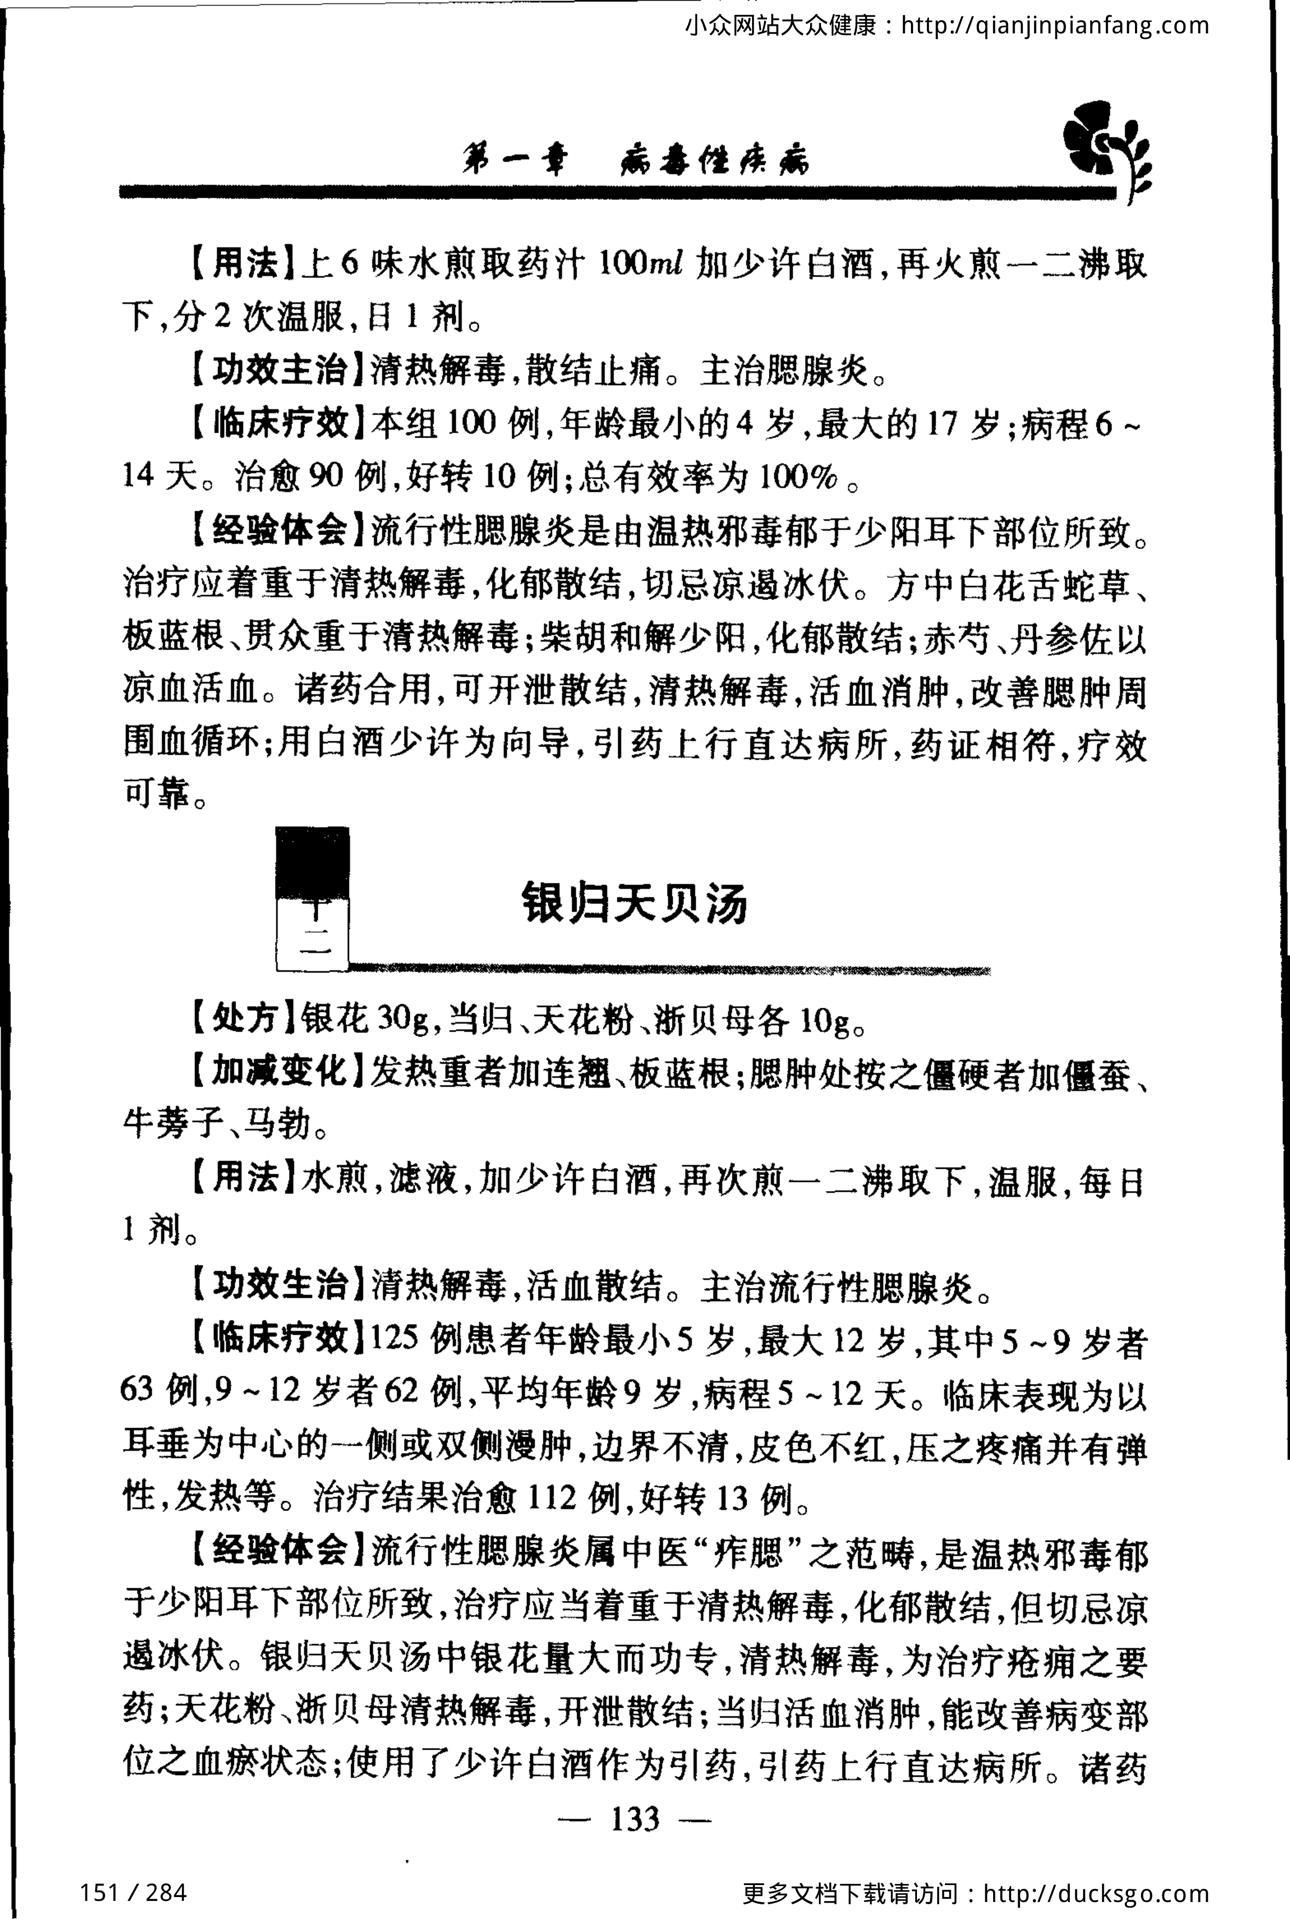 小众网站大众健康：http://qianjinpianfang.com
第一章 病毒性疾病
【用法】上6味水煎取药汁100ml加少许白酒,再火煎一二沸取
下,分2次温服,日1剂。
【功效主治】清热解毒,散结止痛。主治腮腺炎。
【临床疗效】本组100例,年龄最小的4岁,最大的17岁;病程6~
14天。治愈90例,好转10例;总有效率为100%。
【经验体会】流行性腮腺炎是由温热邪毒郁于少阳耳下部位所致。
治疗应着重于清热解毒,化郁散结,切忌凉遏冰伏。方中白花舌蛇草、
板蓝根、贯众重于清热解毒;柴胡和解少阳,化郁散结;赤芍、丹参佐以
凉血活血。诸药合用,可开泄散结,清热解毒,活血消肿,改善腮肿周
围血循环;用白酒少许为向导,引药上行直达病所,药证相符,疗效
可靠。
十二
银归天贝汤
【处方】银花30g,当归、天花粉、浙贝母各10g。
【加减变化】发热重者加连翘、板蓝根;腮肿处按之僵硬者加僵蚕、
牛蒡子、马勃。
【用法】水煎,滤液,加少许白酒,再次煎一二沸取下,温服,每日
1剂。
【功效生治】清热解毒,活血散结。主治流行性腮腺炎。
【临床疗效】125例患者年龄最小5岁,最大12岁,其中5~9岁者
63例,9~12岁者62例,平均年龄9岁,病程5~12天。临床表现为以
耳垂为中心的一侧或双侧漫肿,边界不清,皮色不红,压之疼痛并有弹
性,发热等。治疗结果治愈112例,好转13例。
【经验体会】流行性腮腺炎属中医“痄腮”之范畴,是温热邪毒郁
于少阳耳下部位所致,治疗应当着重于清热解毒,化郁散结,但切忌凉
遏冰伏。银归天贝汤中银花量大而功专,清热解毒,为治疗疮痈之要
药;天花粉、浙贝母清热解毒,开泄散结;当归活血消肿,能改善病变部
位之血瘀状态;使用了少许白酒作为引药,引药上行直达病所。诸药
— 133 —
151 / 284
更多文档下载请访问：http://ducksgo.com